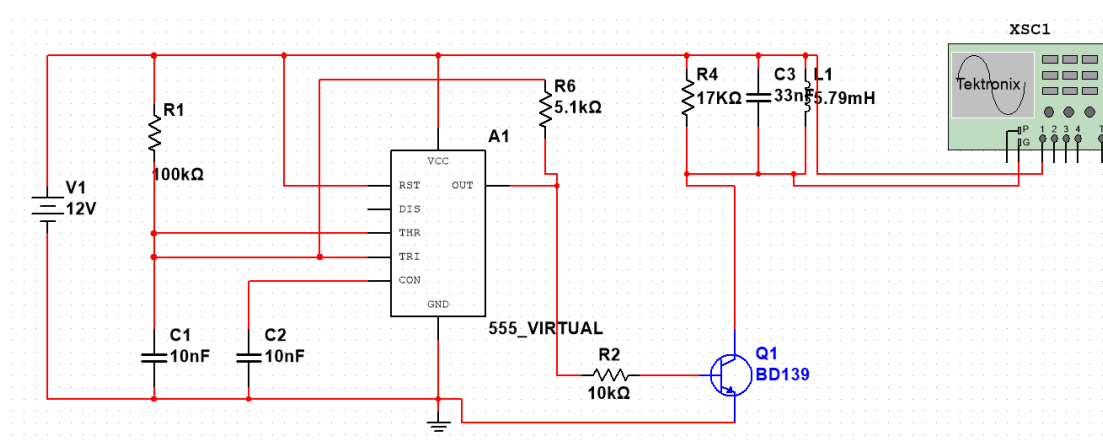 XSC1
Tektronix
P
G
1 2 3 4
T
R1
100kΩ
V1
12V
R6
5.1kΩ
R4
17KΩ
C3
33nF
L1
5.79mH
A1
VCC
RST
OUT
DIS
THR
TRI
CON
GND
555_VIRTUAL
C1
10nF
C2
10nF
R2
10kΩ
Q1
BD139